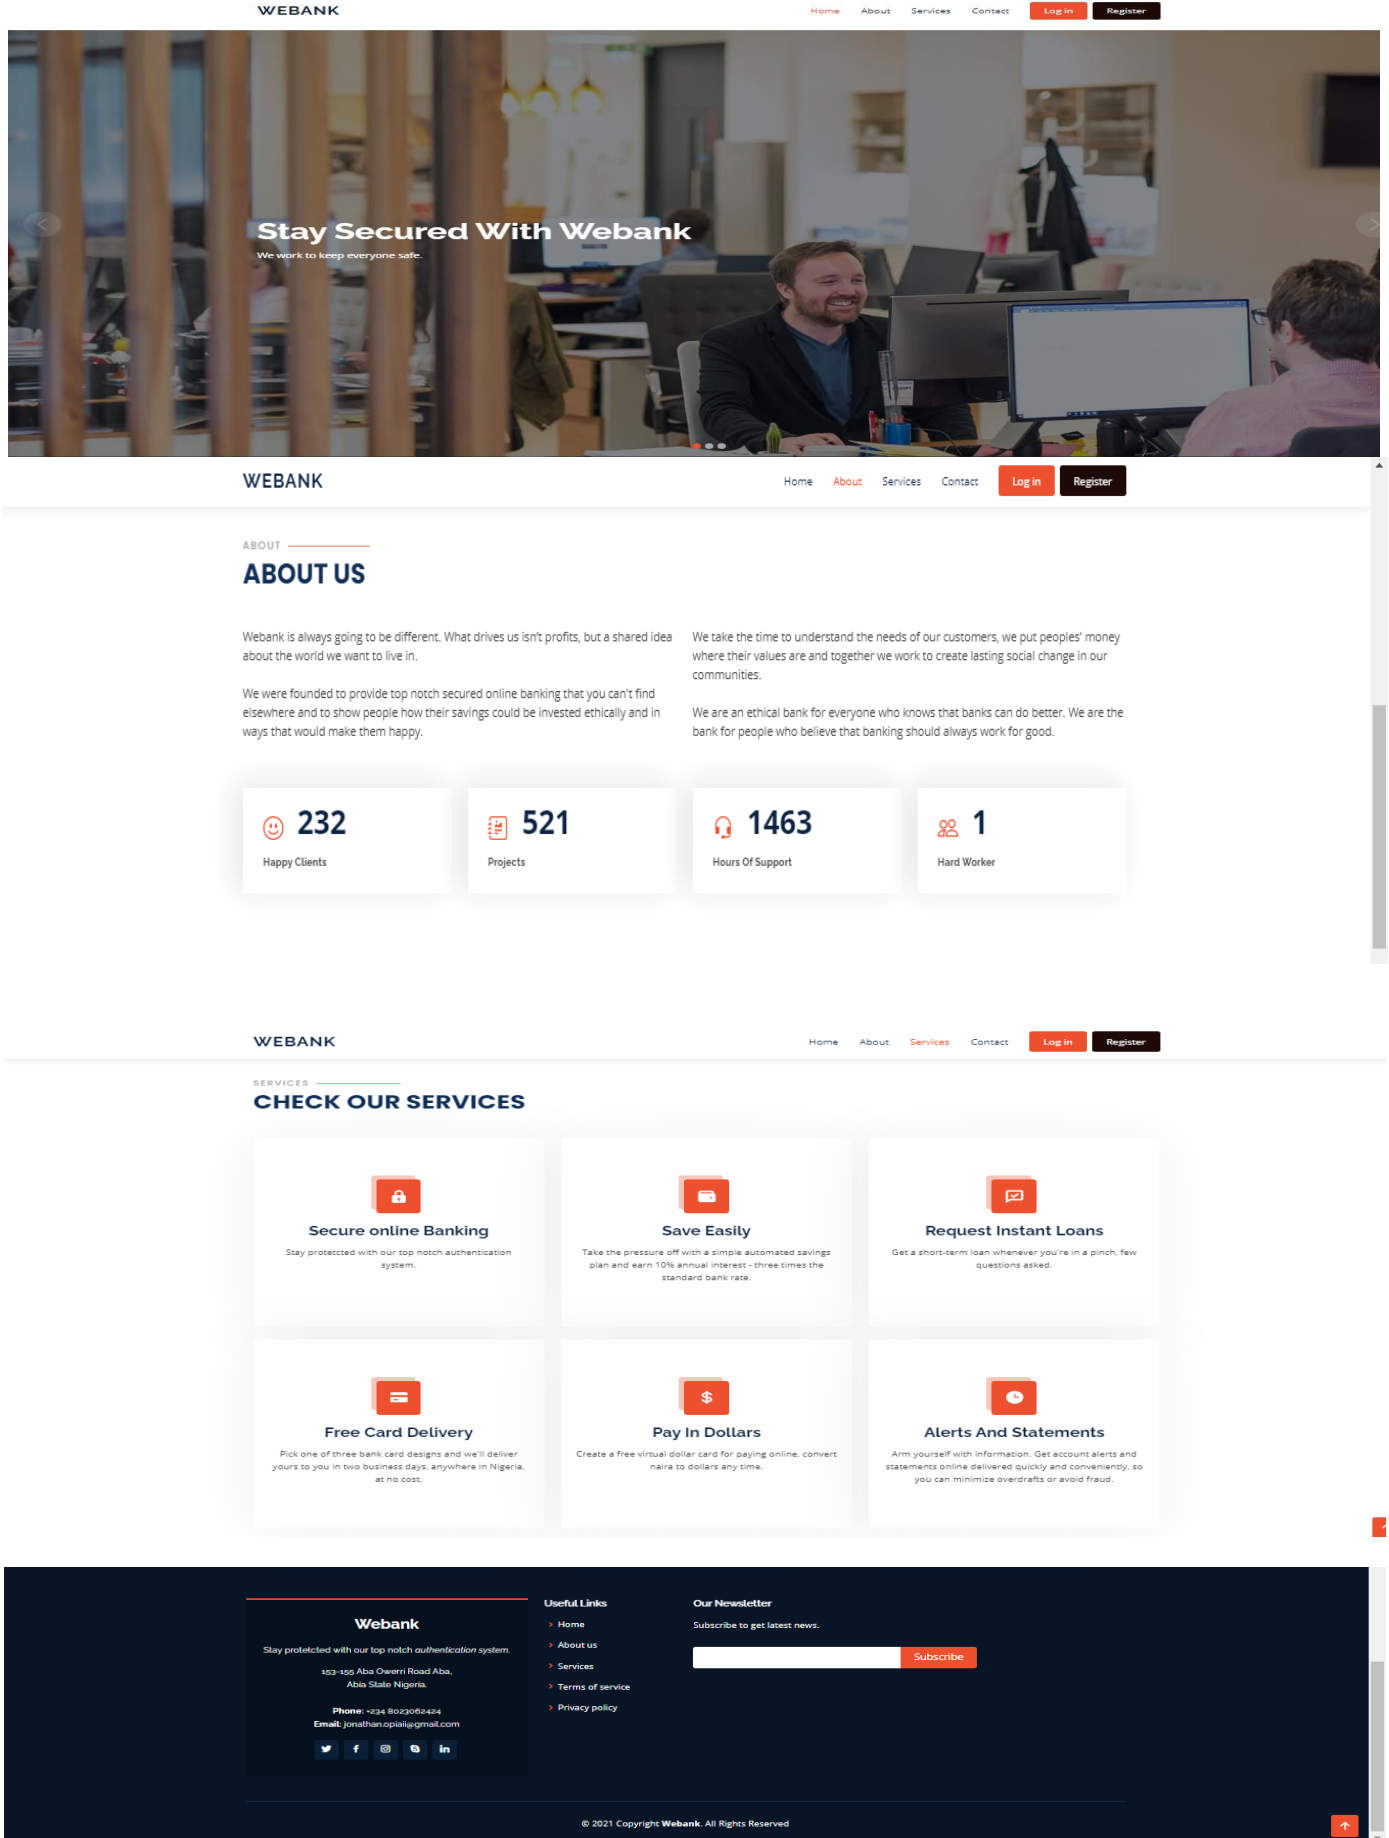 WEBANK
Home About Services Contact Log in Register
Stay Secured With Webank
We work to keep everyone safe.
WEBANK
Home About Services Contact Log in Register
ABOUT
ABOUT US
Webank is always going to be different. What drives us isn't profits, but a shared idea
about the world we want to live in.
We were founded to provide top notch secured online banking that you can't find
elsewhere and to show people how their savings could be invested ethically and in
ways that would make them happy.
We take the time to understand the needs of our customers, we put peoples' money
where their values are and together we work to create lasting social change in our
communities.
We are an ethical bank for everyone who knows that banks can do better. We are the
bank for people who believe that banking should always work for good.
232
Happy Clients
521
Projects
1463
Hours Of Support
1
Hard Worker
WEBANK
Home About Services Contact Log in Register
SERVICES
CHECK OUR SERVICES
Secure online Banking
Stay protetcted with our top notch authentication
system.
Save Easily
Take the pressure off with a simple automated savings
plan and earn 10% annual interest - three times the
standard bank rate.
Request Instant Loans
Get a short-term loan whenever you're in a pinch, few
questions asked.
Free Card Delivery
Pick one of three bank card designs and we'll deliver
yours to you in two business days, anywhere in Nigeria,
at no cost.
Pay In Dollars
Create a free virtual dollar card for paying online, convert
naira to dollars any time.
Alerts And Statements
Arm yourself with information. Get account alerts and
statements online delivered quickly and conveniently, so
you can minimize overdrafts or avoid fraud.
Webank
Stay protetcted with our top notch authentication system.
153-155 Aba Owerri Road Aba,
Abia State Nigeria.
Phone: +234 8023062424
Email: jonathan.opiaii@gmail.com
Useful Links
Home
About us
Services
Terms of service
Privacy policy
Our Newsletter
Subscribe to get latest news.
Subscribe
© 2021 Copyright Webank. All Rights Reserved